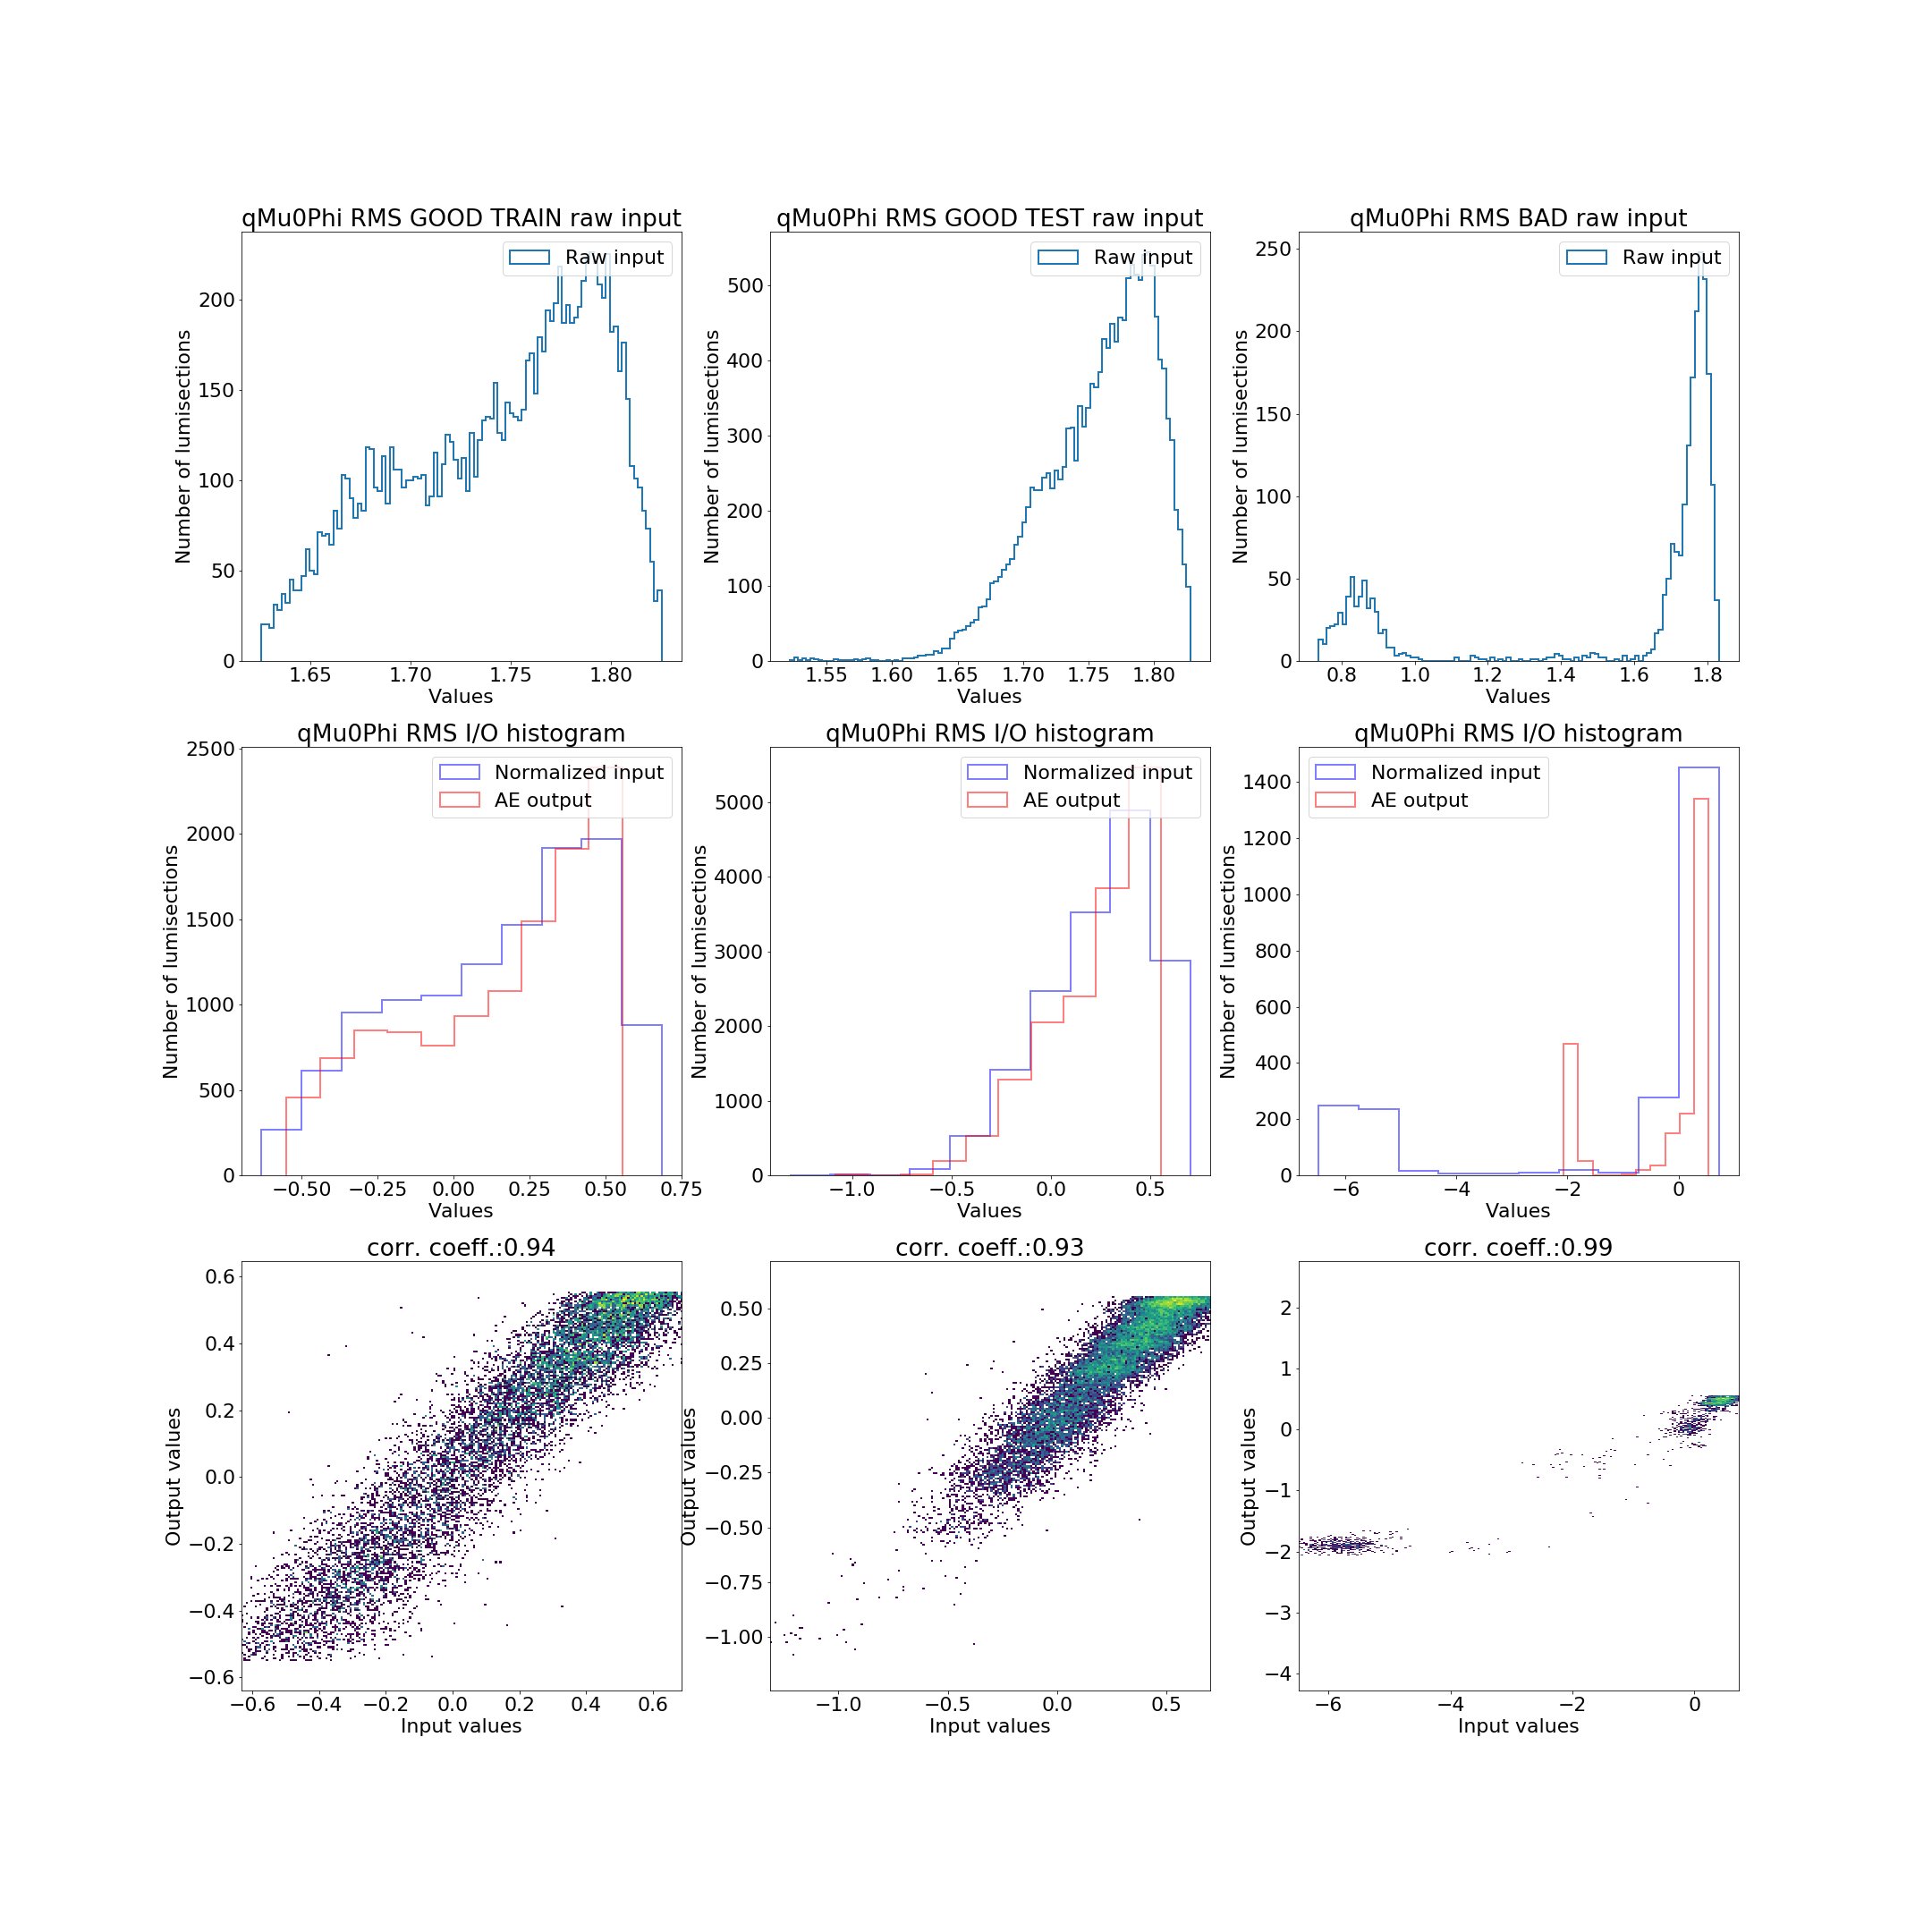 qMu0Phi RMS GOOD TRAIN raw input
Raw input
Number of lumisections
0
50
100
150
200
1.65
1.70
1.75
1.80
Values
qMu0Phi RMS GOOD TEST raw input
Raw input
Number of lumisections
0
100
200
300
400
500
1.55
1.60
1.65
1.70
1.75
1.80
Values
qMu0Phi RMS BAD raw input
Raw input
Number of lumisections
0
50
100
150
200
250
0.8
1.0
1.2
1.4
1.6
1.8
Values
qMu0Phi RMS I/O histogram
Normalized input
AE output
Number of lumisections
0
500
1000
1500
2000
2500
−0.50
−0.25
0.00
0.25
0.50
0.75
Values
qMu0Phi RMS I/O histogram
Normalized input
AE output
Number of lumisections
0
1000
2000
3000
4000
5000
−1.0
−0.5
0.0
0.5
Values
qMu0Phi RMS I/O histogram
Normalized input
AE output
Number of lumisections
0
200
400
600
800
1000
1200
1400
−6
−4
−2
0
Values
corr. coeff.:0.94
Output values
0.6
0.4
0.2
0.0
−0.2
−0.4
−0.6
−0.6
−0.4
−0.2
0.0
0.2
0.4
0.6
Input values
corr. coeff.:0.93
Output values
0.50
0.25
0.00
−0.25
−0.50
−0.75
−1.00
−1.0
−0.5
0.0
0.5
Input values
corr. coeff.:0.99
Output values
2
1
0
−1
−2
−3
−4
−6
−4
−2
0
Input values